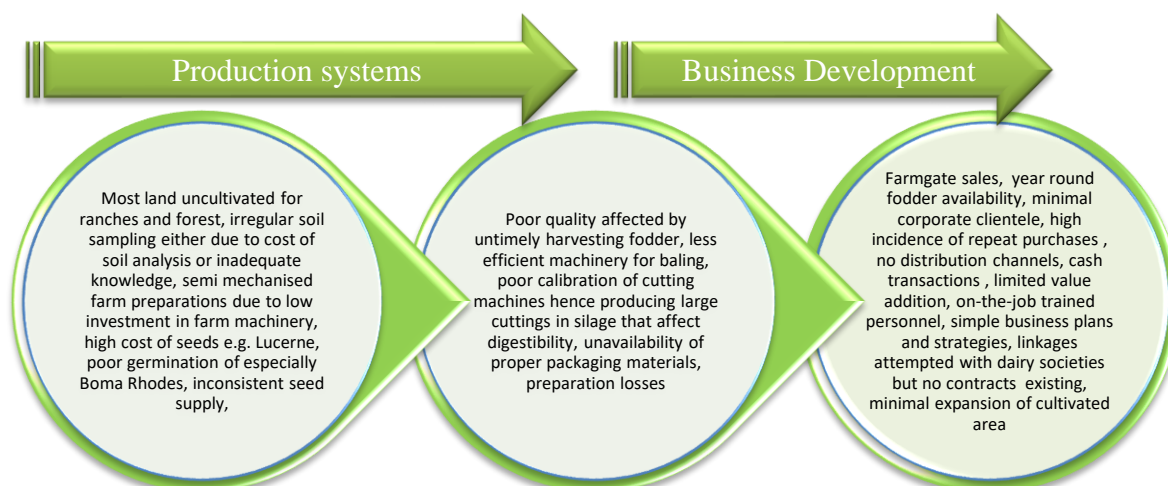 Production systems
Business Development
Most land uncultivated for
ranches and forest, irregular soil
sampling either due to cost of
soil analysis or inadequate
knowledge, semi mechanised
farm preparations due to low
investment in farm machinery,
high cost of seeds e.g. Lucerne,
poor germination of especially
Boma Rhodes, inconsistent seed
supply,
Poor quality affected by
untimely harvesting fodder, less
efficient machinery for baling,
poor calibration of cutting
machines hence producing large
cuttings in silage that affect
digestibility, unavailability of
proper packaging materials,
preparation losses
Farmgate sales, year round
fodder availability, minimal
corporate clientele, high
incidence of repeat purchases ,
no distribution channels, cash
transactions , limited value
addition, on-the-job trained
personnel, simple business plans
and strategies, linkages
attempted with dairy societies
but no contracts existing,
minimal expansion of cultivated
area